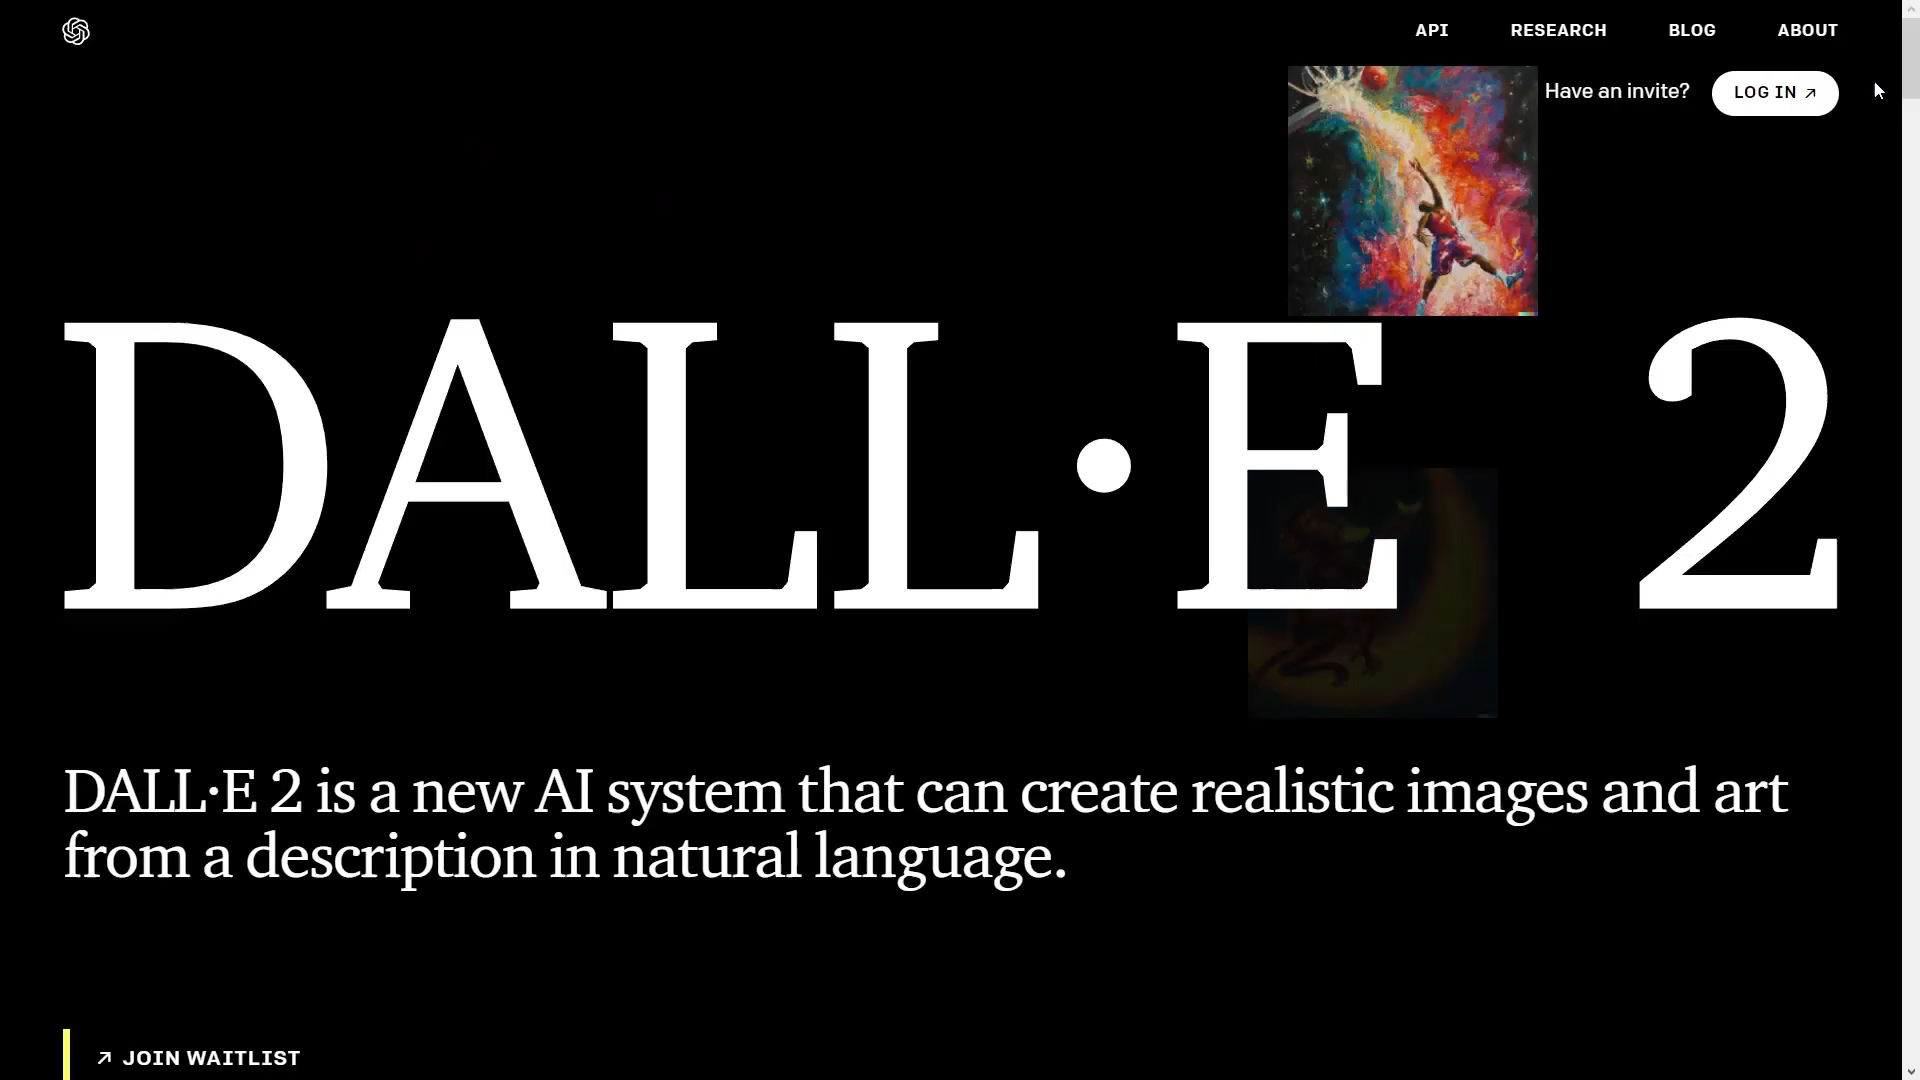 API RESEARCH BLOG ABOUT
Have an invite? LOG IN ↗
DALL·E 2
DALL·E 2 is a new AI system that can create realistic images and art
from a description in natural language.
↗ JOIN WAITLIST